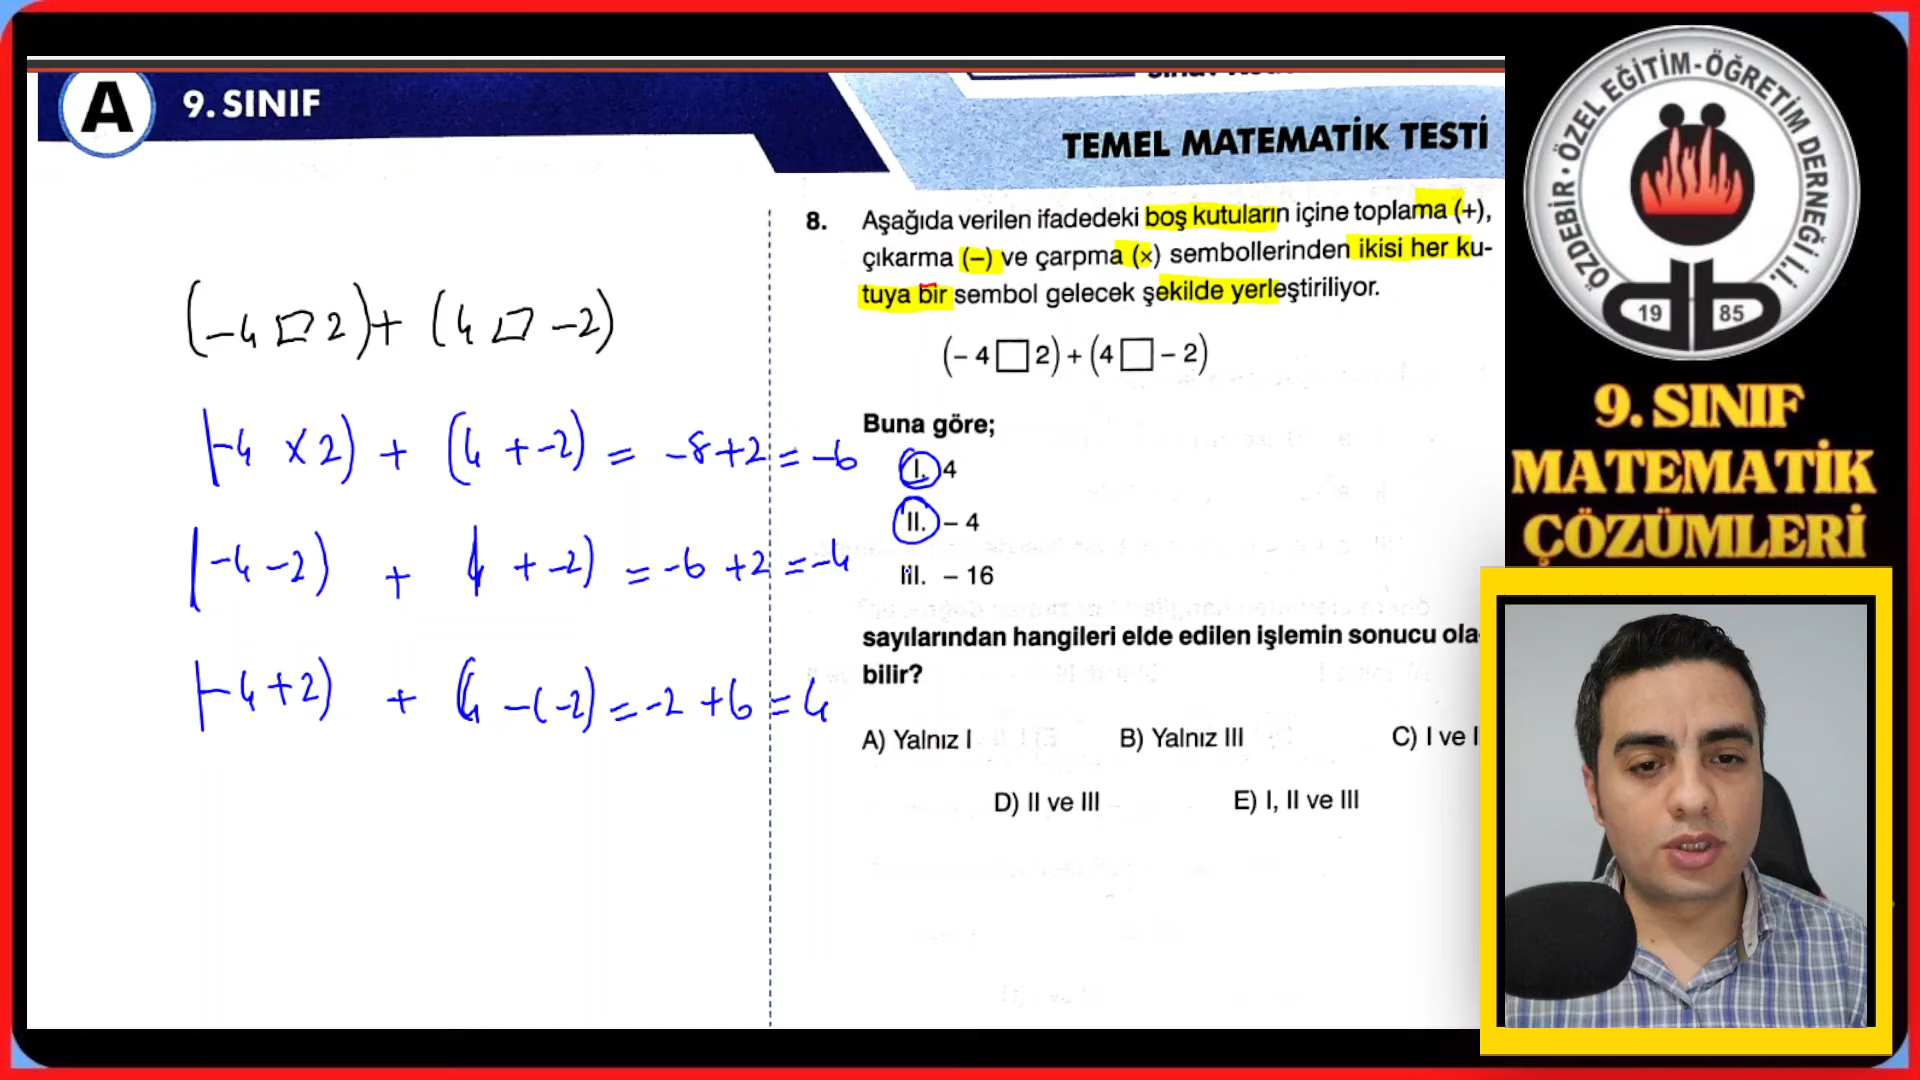 A 9. SINIF
TEMEL MATEMATİK TESTİ
8. Aşağıda verilen ifadedeki boş kutuların içine toplama (+),
çıkarma (−) ve çarpma (×) sembollerinden ikisi her ku-
tuya bir sembol gelecek şekilde yerleştiriliyor.
(− 4 □ 2) + (4 □ − 2)
Buna göre;
I. 4
II. − 4
III. − 16
sayılarından hangileri elde edilen işlemin sonucu ola-
bilir?
A) Yalnız I B) Yalnız III C) I ve I
D) II ve III E) I, II ve III
(−4 □ 2) + (4 □ −2)
(−4 × 2) + (4 + −2) = −8+2 = −6
(−4 −2) + (4 + −2) = −6 +2 = −4
(−4 +2) + (4 −(−2) = −2 +6 = 4
ÖZDEBİR · ÖZEL EĞİTİM-ÖĞRETİM DERNEĞİ İ.İ.
19 85
9. SINIF
MATEMATİK
ÇÖZÜMLERİ